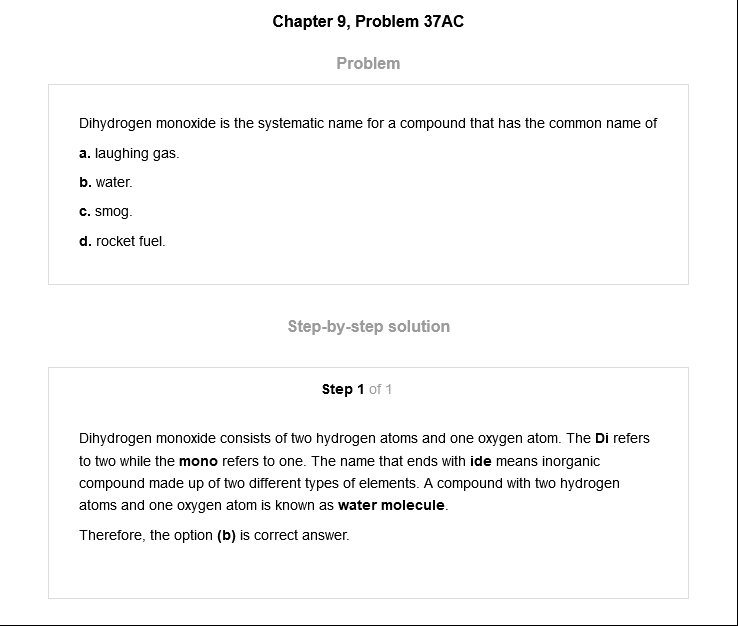 Chapter 9, Problem 37AC
Problem
Dihydrogen monoxide is the systematic name for a compound that has the common name of
a. laughing gas.
b. water.
c. smog.
d. rocket fuel.
Step-by-step solution
Step 1 of 1
Dihydrogen monoxide consists of two hydrogen atoms and one oxygen atom. The Di refers
to two while the mono refers to one. The name that ends with ide means inorganic
compound made up of two different types of elements. A compound with two hydrogen
atoms and one oxygen atom is known as water molecule.
Therefore, the option (b) is correct answer.